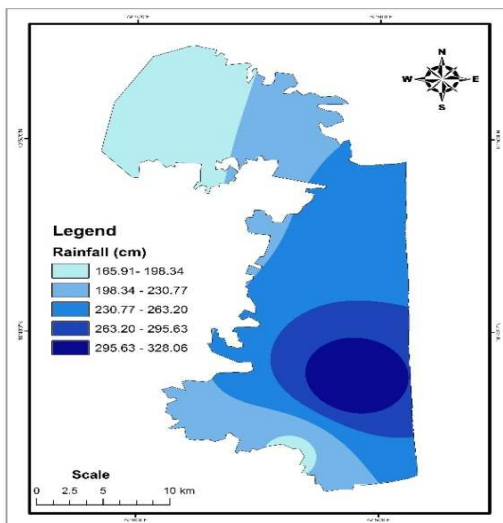 N
W E
S
Legend
Rainfall (cm)
165.91- 198.34
198.34 - 230.77
230.77 - 263.20
263.20 - 295.63
295.63 - 328.06
Scale
0 2.5 5 10 km